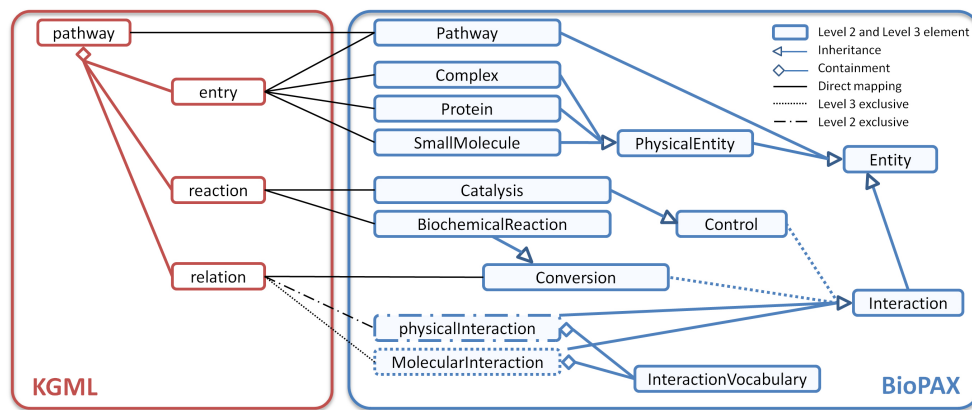 pathway
entry
reaction
relation
KGML
Pathway
Complex
Protein
SmallMolecule
PhysicalEntity
Entity
Catalysis
BiochemicalReaction
Control
Conversion
Interaction
physicalInteraction
MolecularInteraction
InteractionVocabulary
BioPAX
Level 2 and Level 3 element
Inheritance
Containment
Direct mapping
Level 3 exclusive
Level 2 exclusive